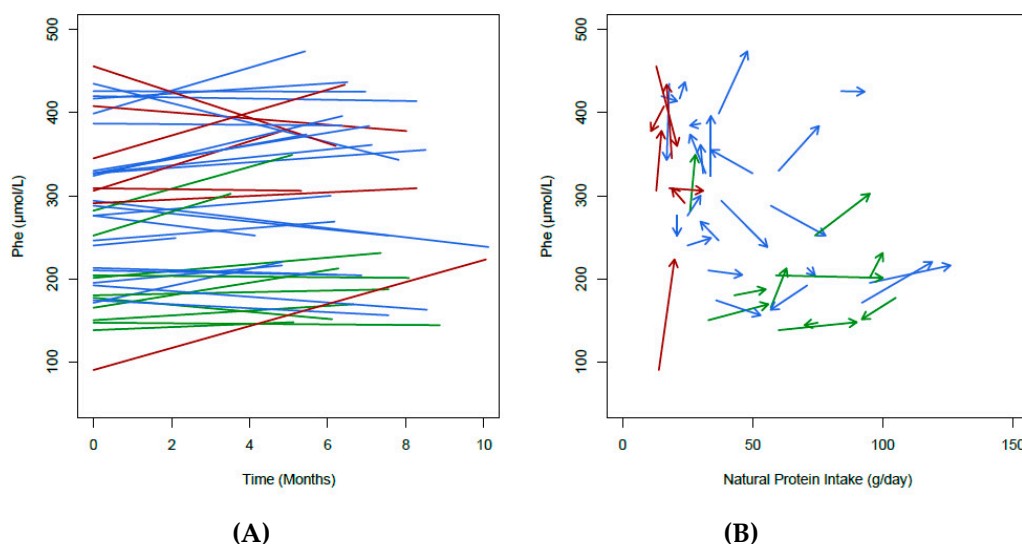 500
400
300
200
100
Phe (µmol/L)
0 2 4 6 8 10
Time (Months)
(A)
500
400
300
200
100
Phe (µmol/L)
0 50 100 150
Natural Protein Intake (g/day)
(B)